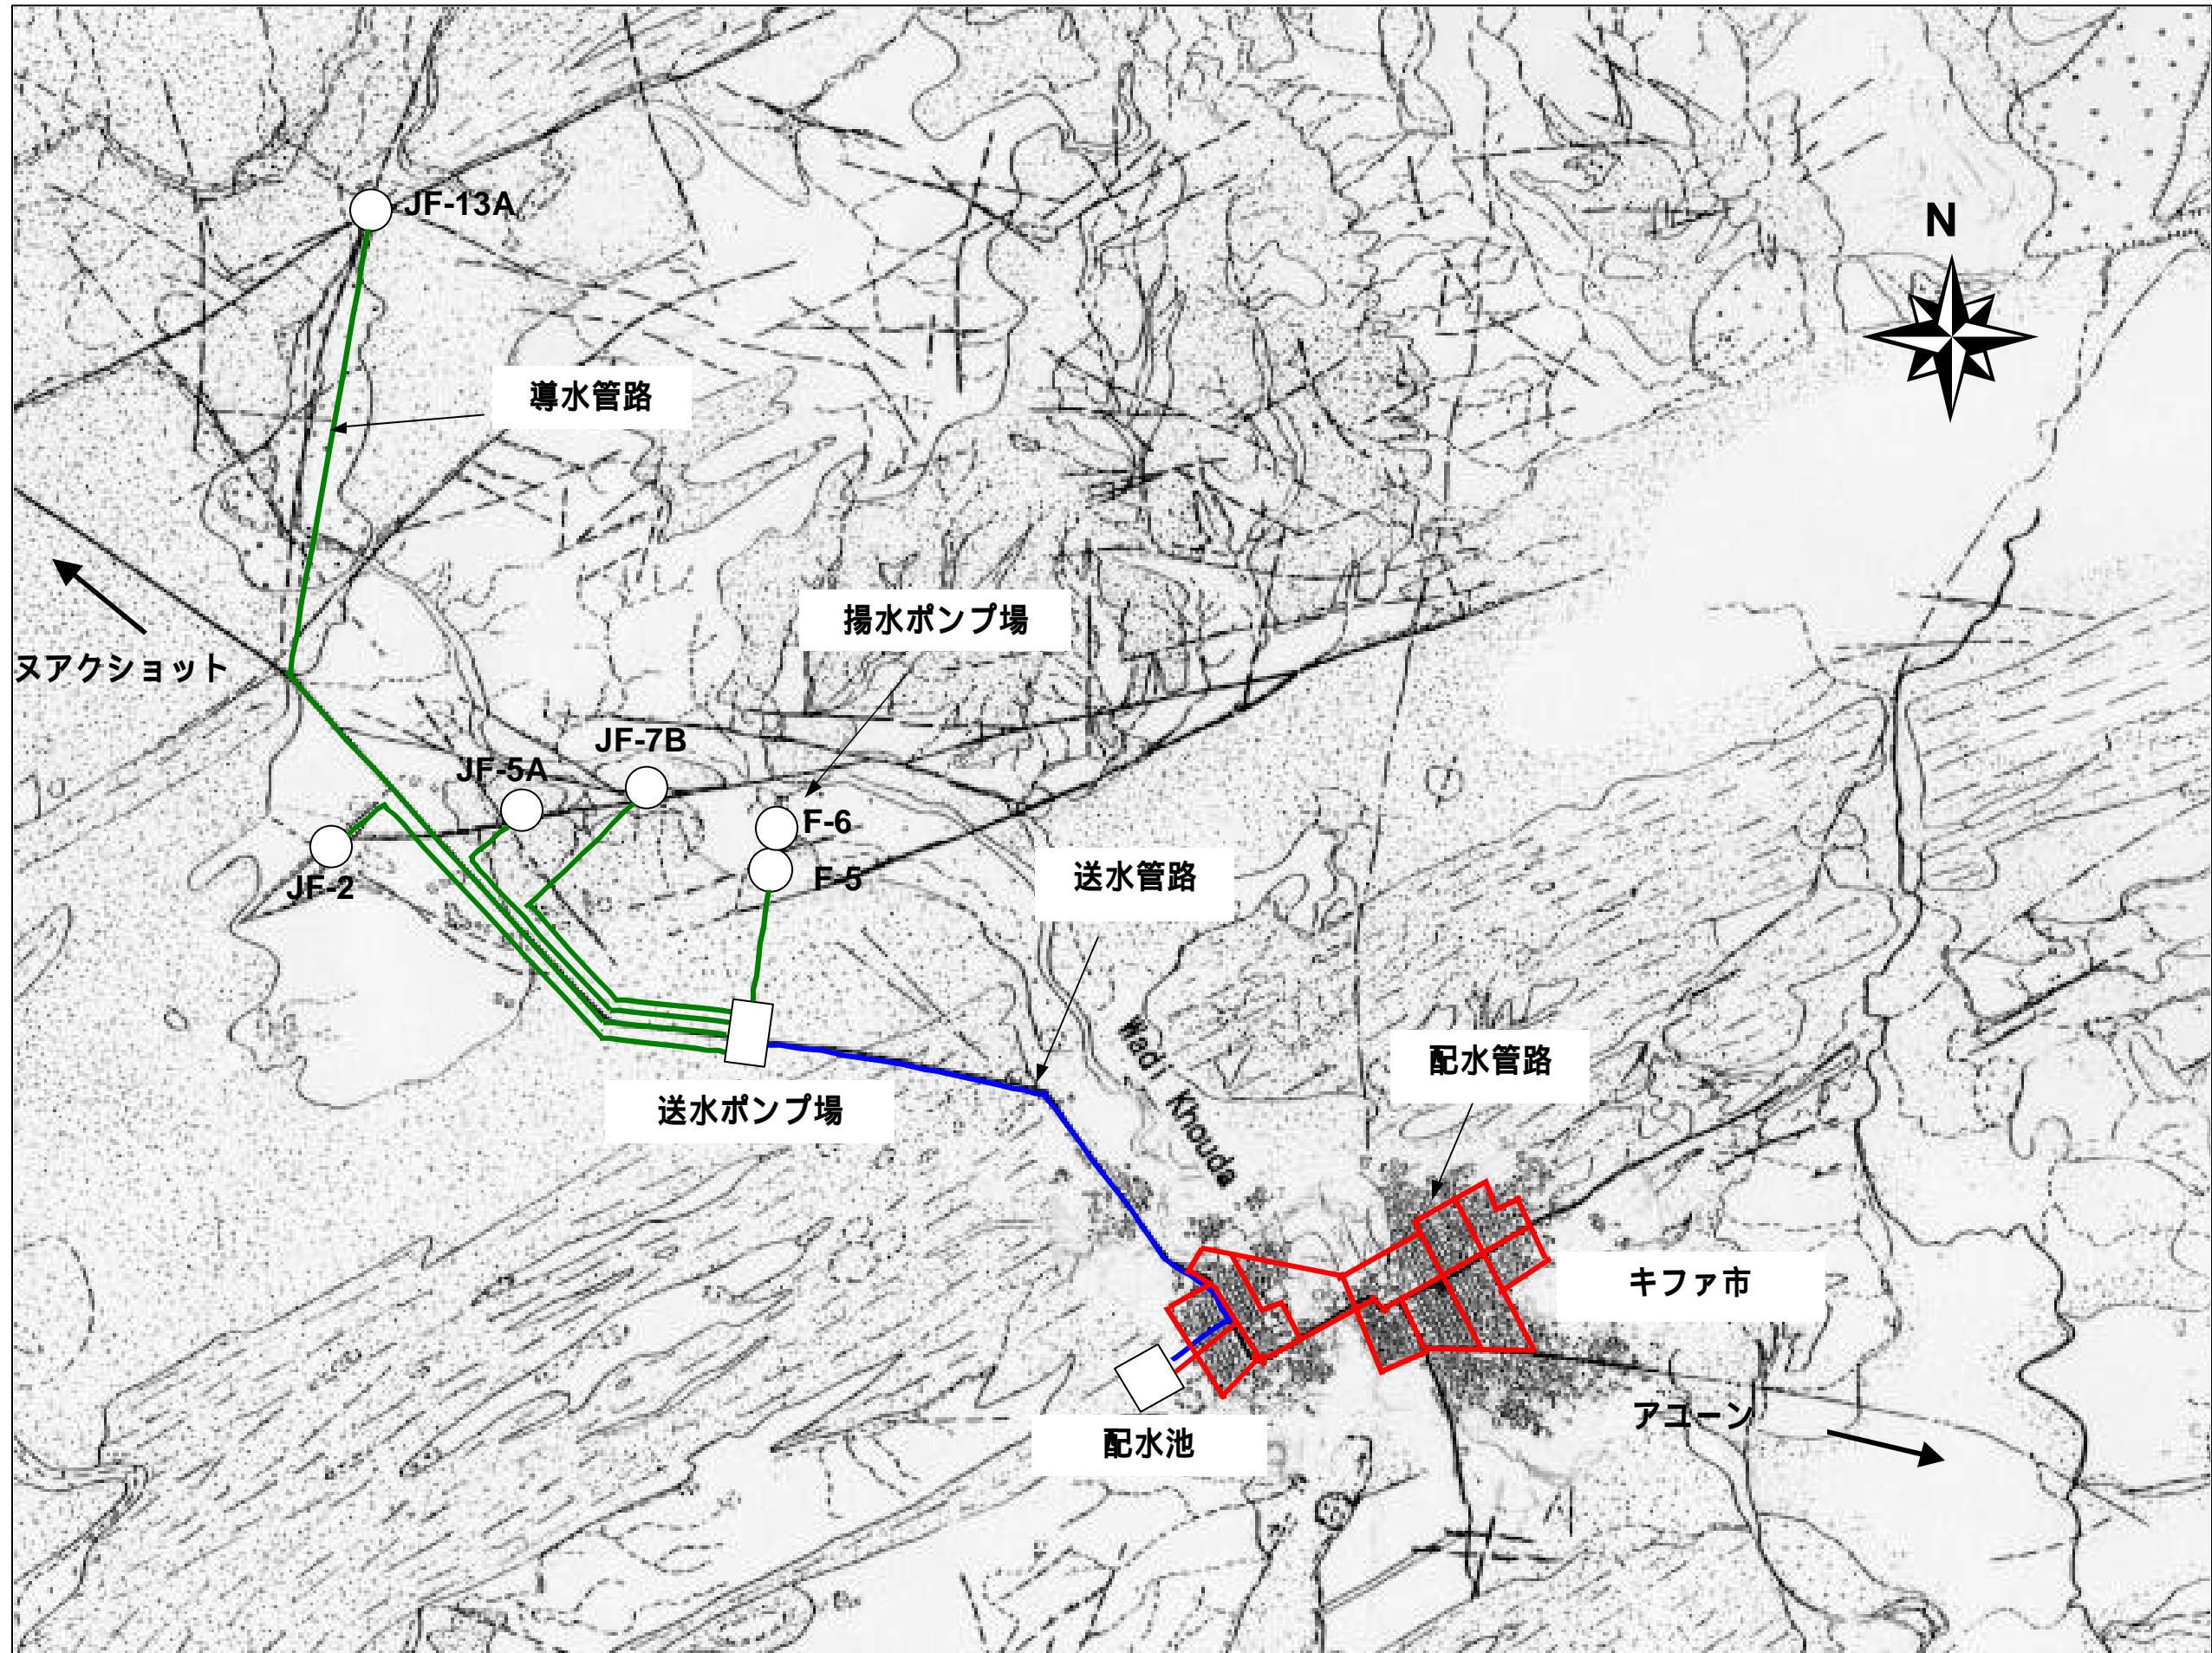 JF-13A
N
導水管路
揚水ポンプ場
ヌアクショット
JF-7B
JF-5A
F-6
F-5
JF-2
送水管路
Wadi Khouda
配水管路
送水ポンプ場
キファ市
アユーン
配水池